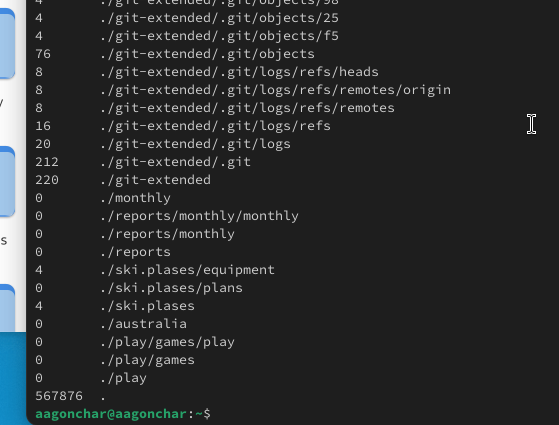 4 ./git-extended/.git/objects/98
4 ./git-extended/.git/objects/25
4 ./git-extended/.git/objects/f5
76 ./git-extended/.git/objects
8 ./git-extended/.git/logs/refs/heads
8 ./git-extended/.git/logs/refs/remotes/origin
8 ./git-extended/.git/logs/refs/remotes
16 ./git-extended/.git/logs/refs
20 ./git-extended/.git/logs
212 ./git-extended/.git
220 ./git-extended
0 ./monthly
0 ./reports/monthly/monthly
0 ./reports/monthly
0 ./reports
4 ./ski.plases/equipment
0 ./ski.plases/plans
4 ./ski.plases
0 ./australia
0 ./play/games/play
0 ./play/games
0 ./play
567876 .
aagonchar@aagonchar:~$